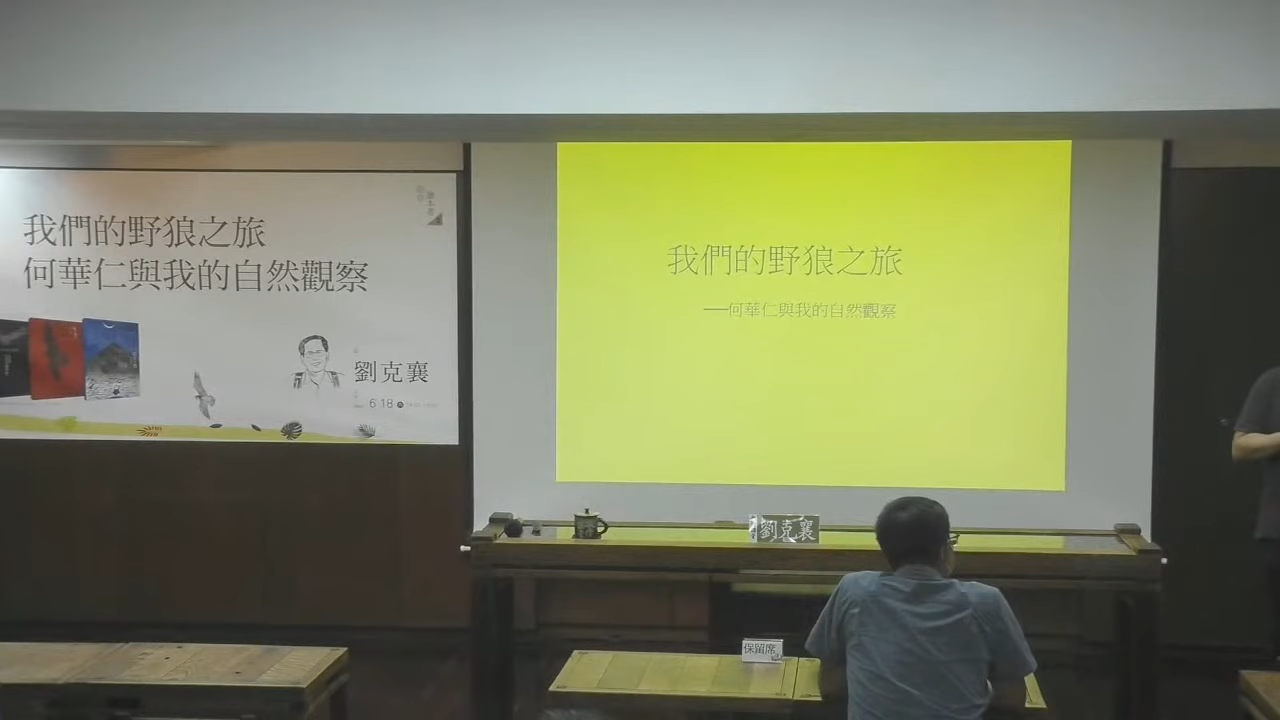 我們的野狼之旅
何華仁與我的自然觀察
劉克襄
6.18 六
我們的野狼之旅
──何華仁與我的自然觀察
劉克襄
保留席